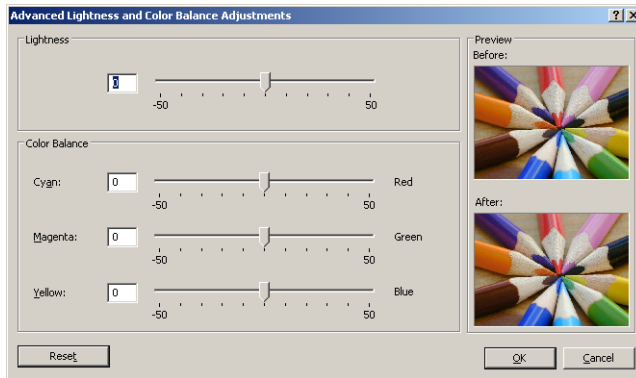 Advanced Lightness and Color Balance Adjustments
Lightness
0
-50 50
Color Balance
Cyan: 0 Red
-50 50
Magenta: 0 Green
-50 50
Yellow: 0 Blue
-50 50
Preview
Before:
After:
Reset
OK Cancel